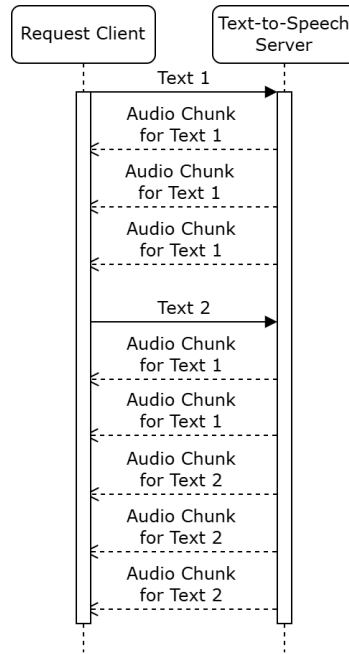 Request Client
Text-to-Speech
Server
Text 1
Audio Chunk
for Text 1
Audio Chunk
for Text 1
Audio Chunk
for Text 1
Text 2
Audio Chunk
for Text 1
Audio Chunk
for Text 1
Audio Chunk
for Text 2
Audio Chunk
for Text 2
Audio Chunk
for Text 2